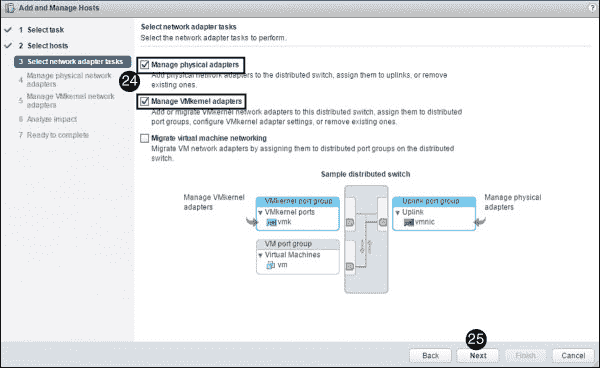 Add and Manage Hosts
?
1 Select task
2 Select hosts
3 Select network adapter tasks
4 Manage physical network
adapters
5 Manage VMkernel network
adapters
6 Analyze impact
7 Ready to complete
Select network adapter tasks
Select the network adapter tasks to perform.
24
Manage physical adapters
Add physical network adapters to the distributed switch, assign them to uplinks, or remove
existing ones.
Manage VMkernel adapters
Add or migrate VMkernel network adapters to this distributed switch, assign them to distributed
port groups, configure VMkernel adapter settings, or remove existing ones.
Migrate virtual machine networking
Migrate VM network adapters by assigning them to distributed port groups on the distributed
switch.
Sample distributed switch
Manage VMkernel
adapters
VMkernel port group
VMkernel ports
vmk
VM port group
Virtual Machines
vm
Uplink port group
Uplink
vmnic
Manage physical
adapters
25
Back
Next
Finish
Cancel